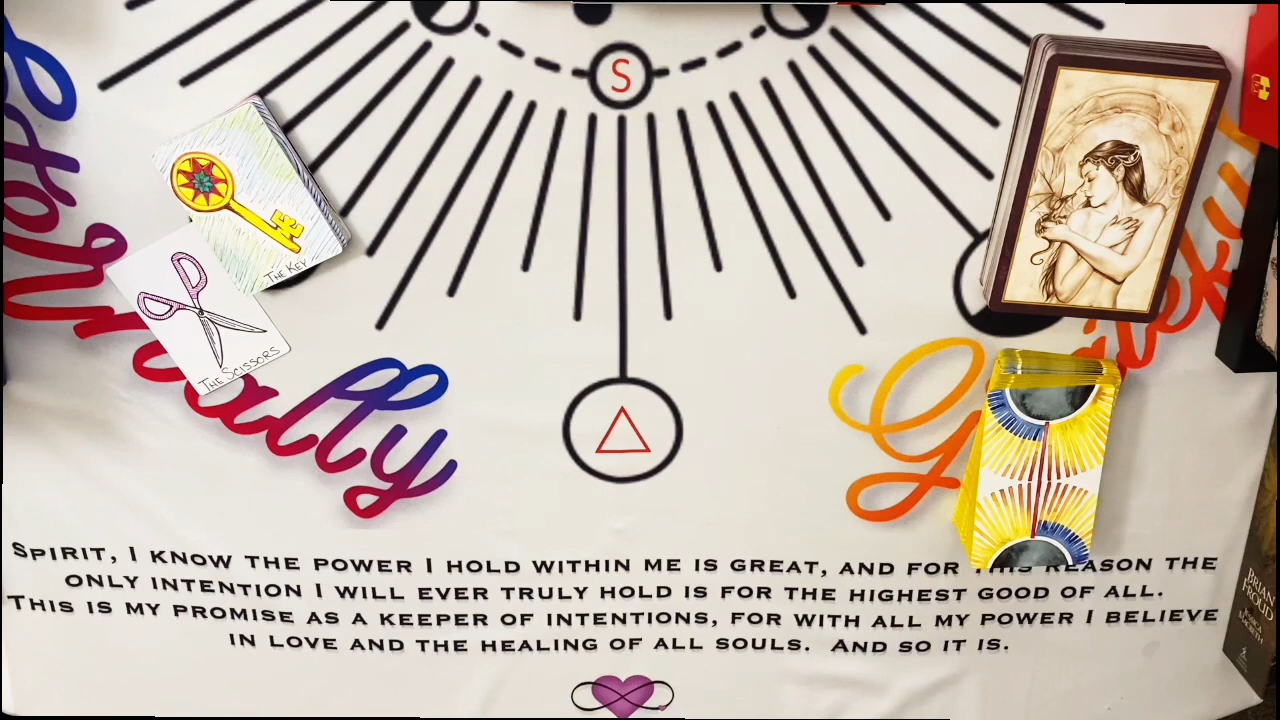 S
THE KEY
THE SCISSORS
EterNally
Grateful
SPIRIT, I KNOW THE POWER I HOLD WITHIN ME IS GREAT, AND FOR THIS REASON THE
ONLY INTENTION I WILL EVER TRULY HOLD IS FOR THE HIGHEST GOOD OF ALL.
THIS IS MY PROMISE AS A KEEPER OF INTENTIONS, FOR WITH ALL MY POWER I BELIEVE
IN LOVE AND THE HEALING OF ALL SOULS. AND SO IT IS.
BRIAN
FROUD